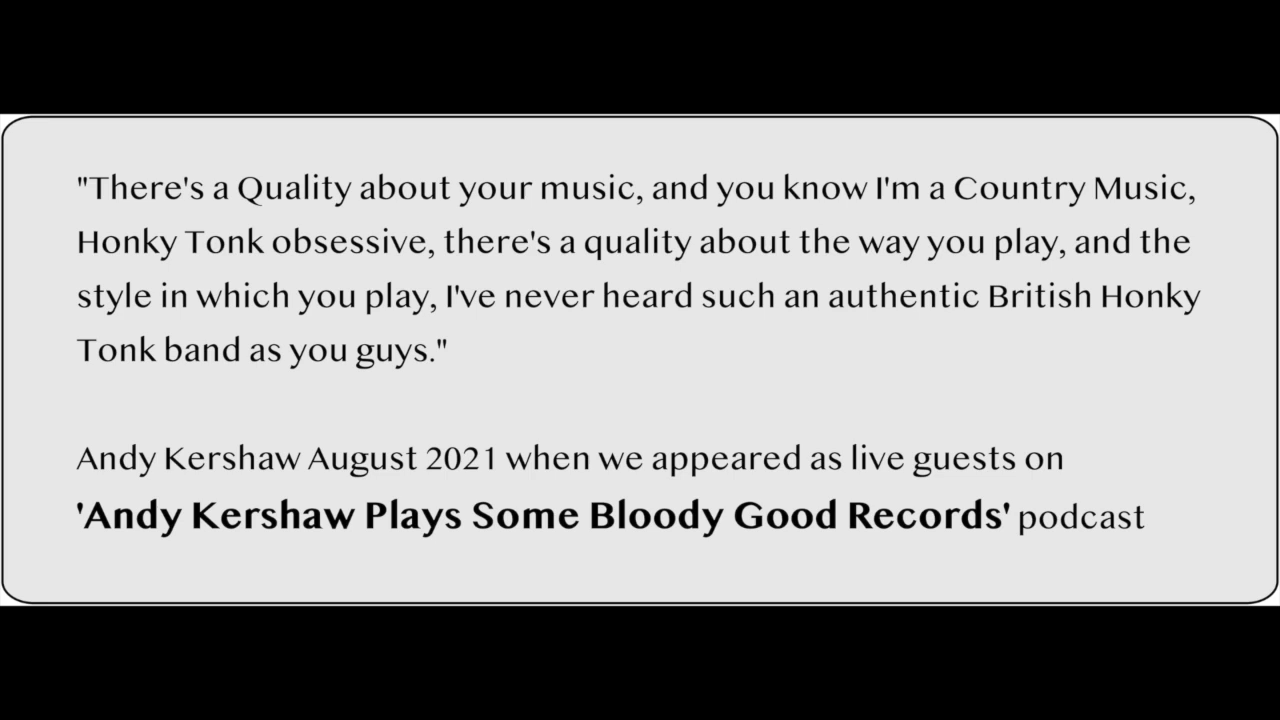 "There's a Quality about your music, and you know I'm a Country Music,
Honky Tonk obsessive, there's a quality about the way you play, and the
style in which you play, I've never heard such an authentic British Honky
Tonk band as you guys."
Andy Kershaw August 2021 when we appeared as live guests on
'Andy Kershaw Plays Some Bloody Good Records' podcast